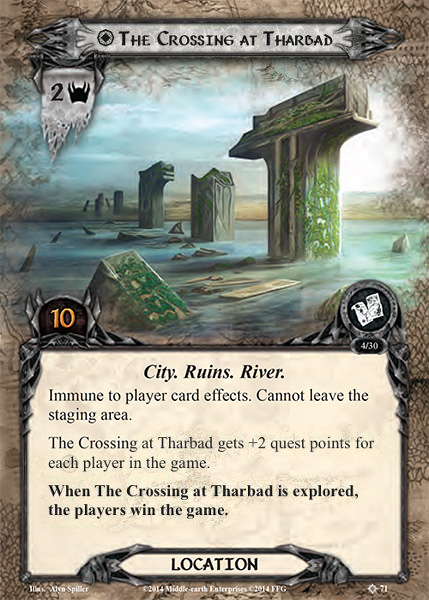 The Crossing at Tharbad
2
10
4/30
City. Ruins. River.
Immune to player card effects. Cannot leave the
staging area.
The Crossing at Tharbad gets +2 quest points for
each player in the game.
When The Crossing at Tharbad is explored,
the players win the game.
LOCATION
Illus. Alyn Spiller ©2014 Middle-earth Enterprises ©2014 FFG 71